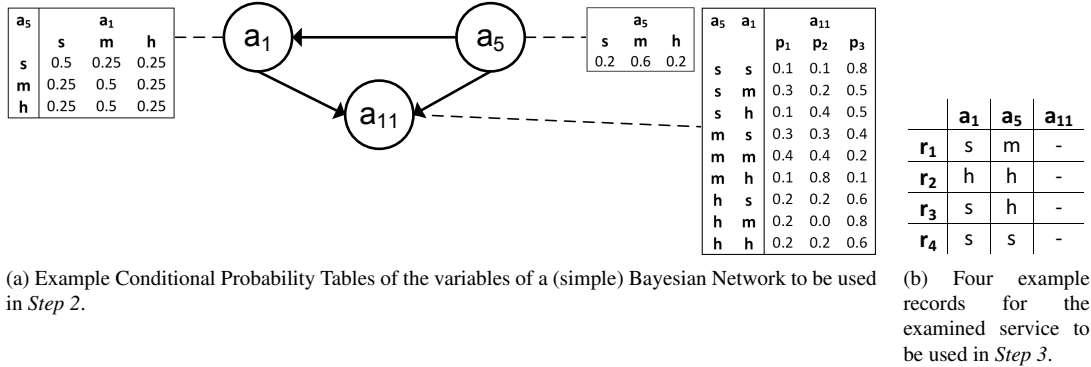 a₅ a₁
s m h
s 0.5 0.25 0.25
m 0.25 0.5 0.25
h 0.25 0.5 0.25
a₁
a₅
a₁₁
a₅
s m h
0.2 0.6 0.2
a₅ a₁ a₁₁
p₁ p₂ p₃
s s 0.1 0.1 0.8
s m 0.3 0.2 0.5
s h 0.1 0.4 0.5
m s 0.3 0.3 0.4
m m 0.4 0.4 0.2
m h 0.1 0.8 0.1
h s 0.2 0.2 0.6
h m 0.2 0.0 0.8
h h 0.2 0.2 0.6
(a) Example Conditional Probability Tables of the variables of a (simple) Bayesian Network to be used
in Step 2.
a₁ a₅ a₁₁
r₁ s m -
r₂ h h -
r₃ s h -
r₄ s s -
(b) Four example
records for the
examined service to
be used in Step 3.